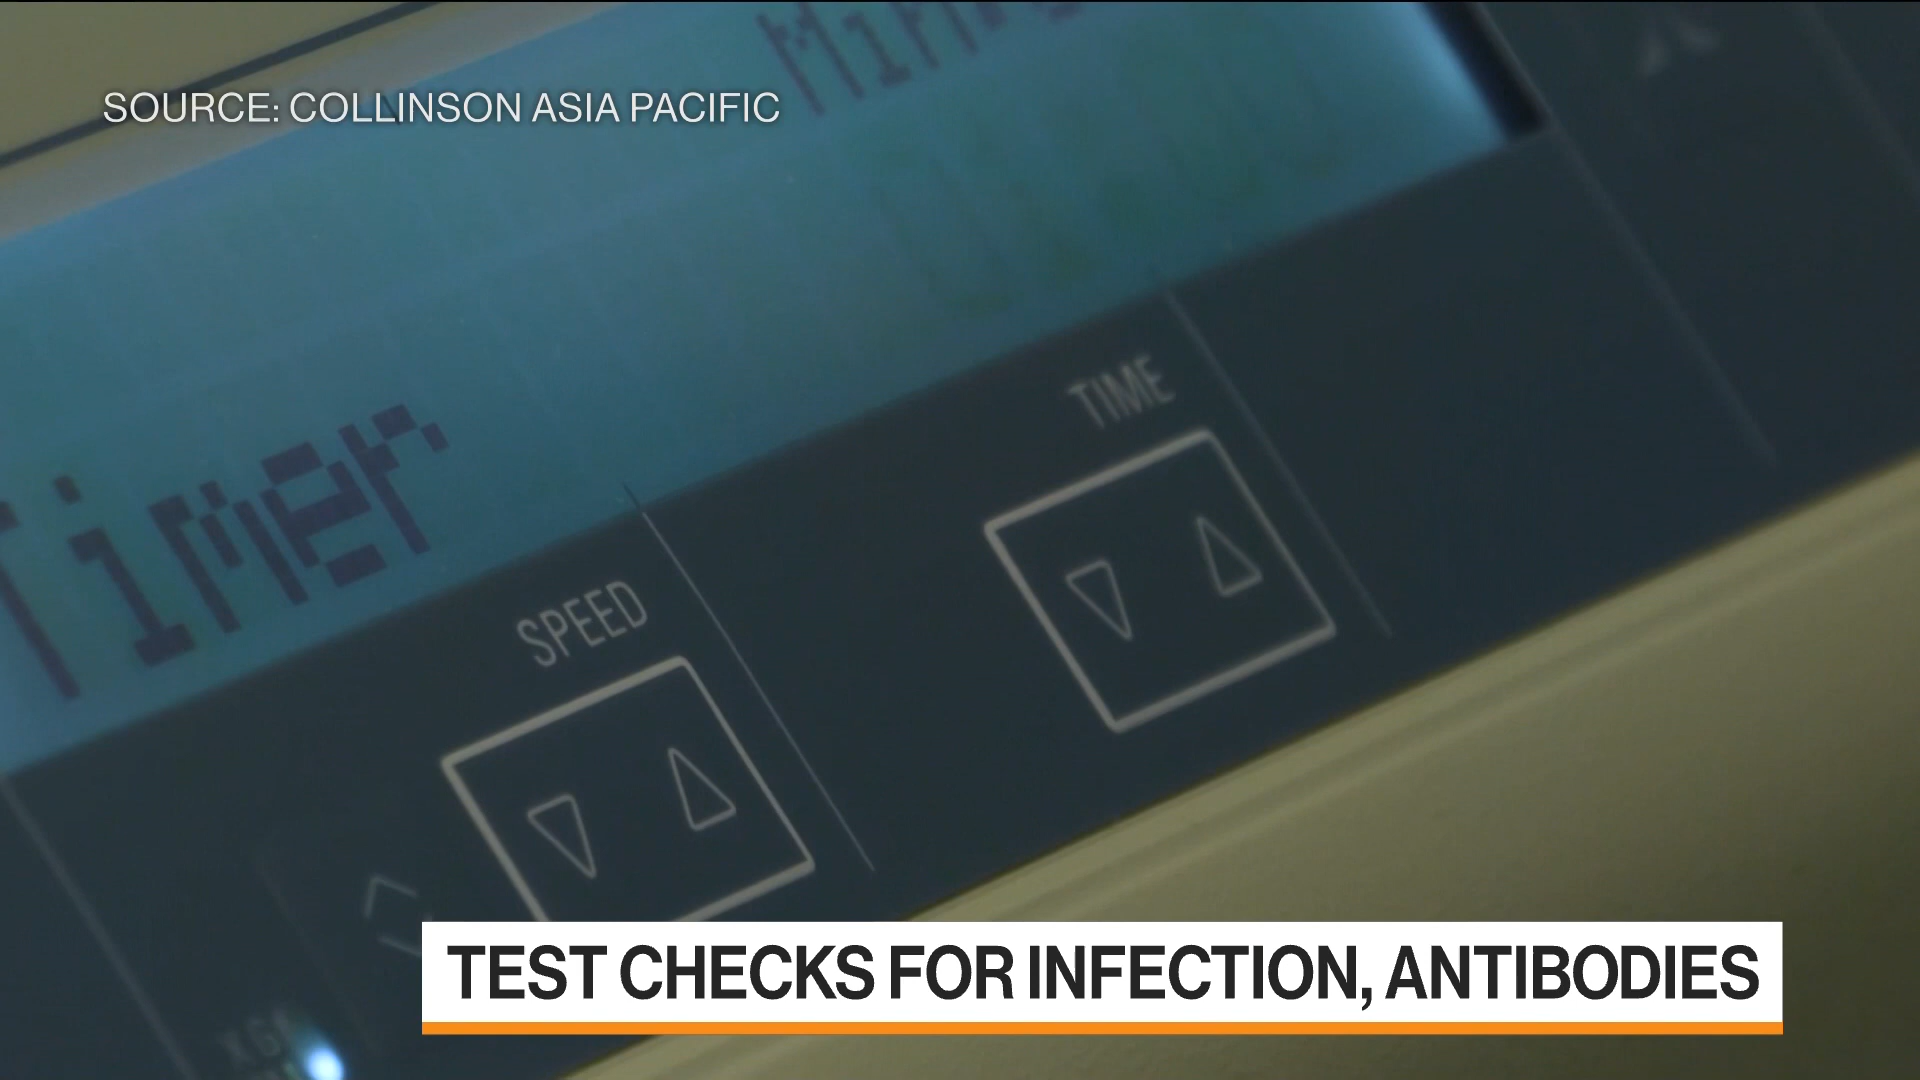 SOURCE: COLLINSON ASIA PACIFIC
Timer
TIME
SPEED
TEST CHECKS FOR INFECTION, ANTIBODIES